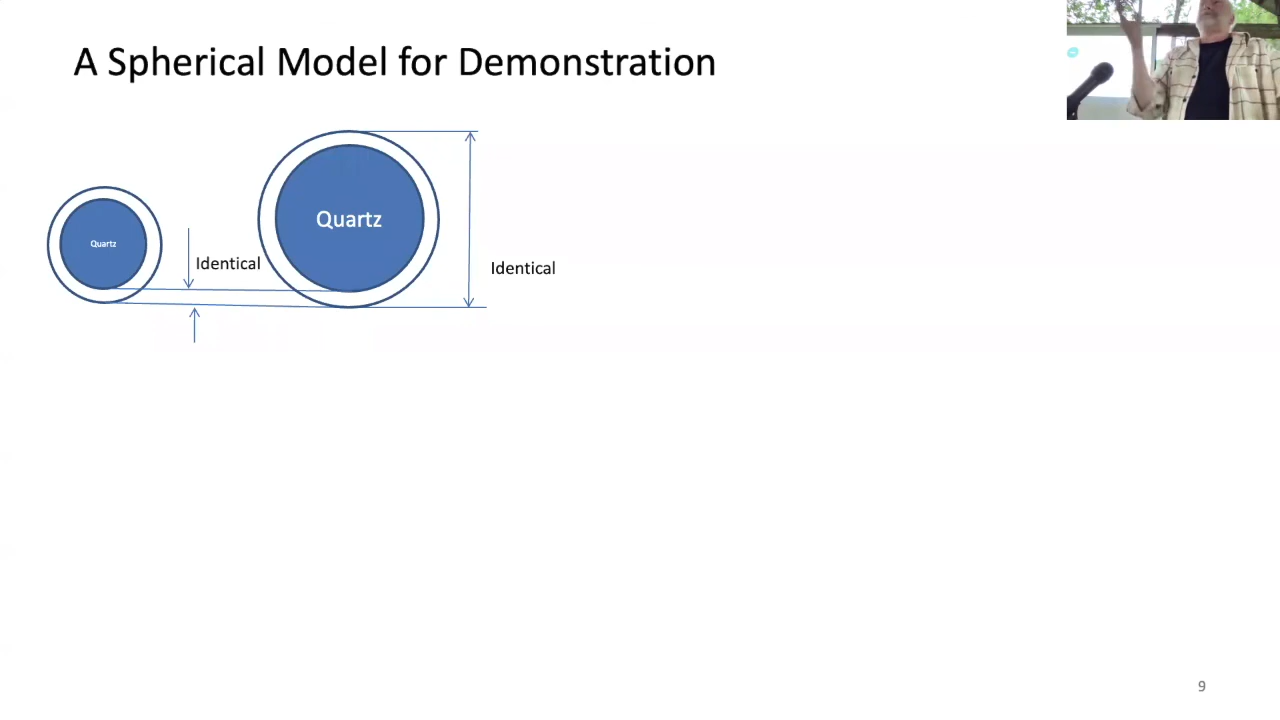 A Spherical Model for Demonstration
Quartz
Quartz
Identical
Identical
9